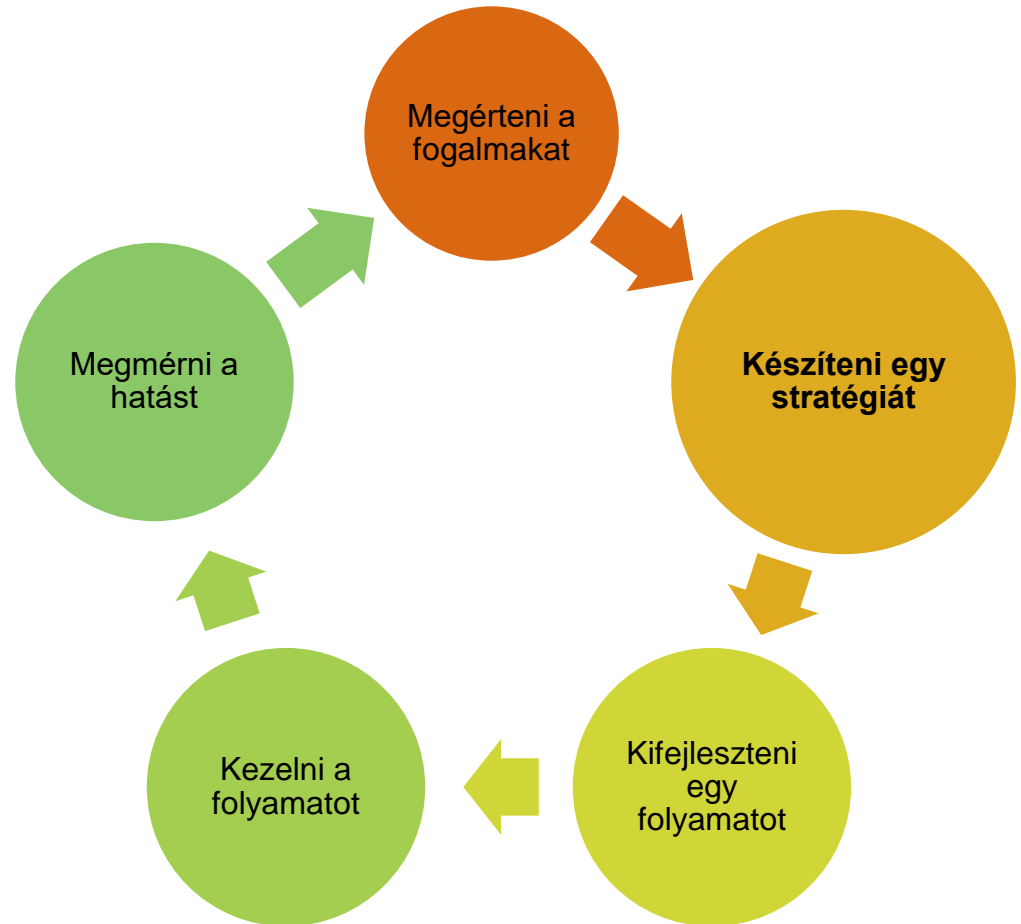 Megérteni a
fogalmakat
Készíteni egy
stratégiát
Kifejleszteni
egy
folyamatot
Kezelni a
folyamatot
Megmérni a
hatást